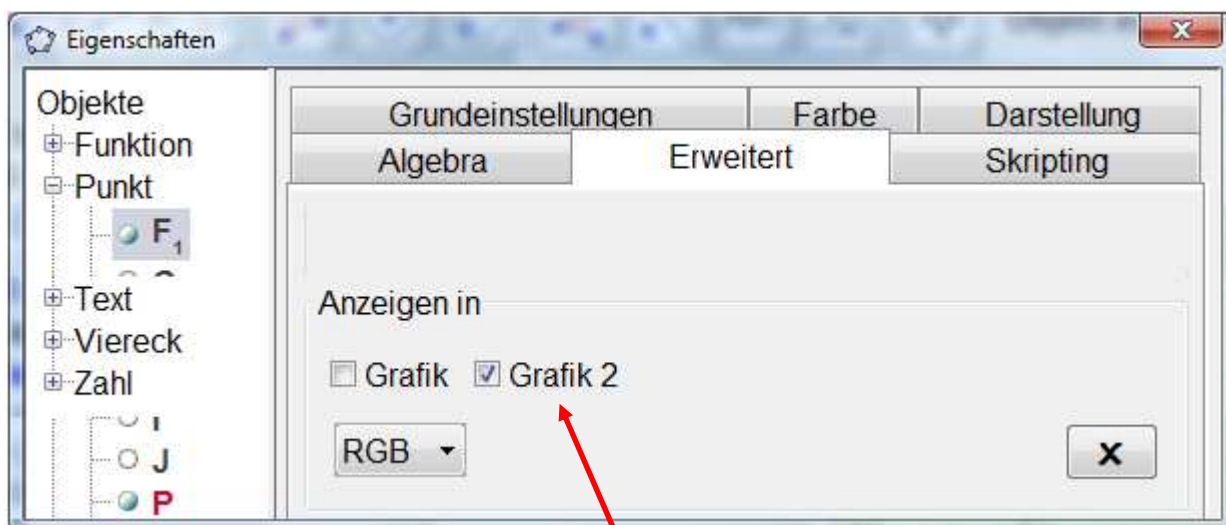 Eigenschaften
Objekte
Funktion
Punkt
F1
Text
Viereck
Zahl
J
P
Grundeinstellungen
Farbe
Darstellung
Algebra
Erweitert
Skripting
Anzeigen in
Grafik
Grafik 2
RGB
x